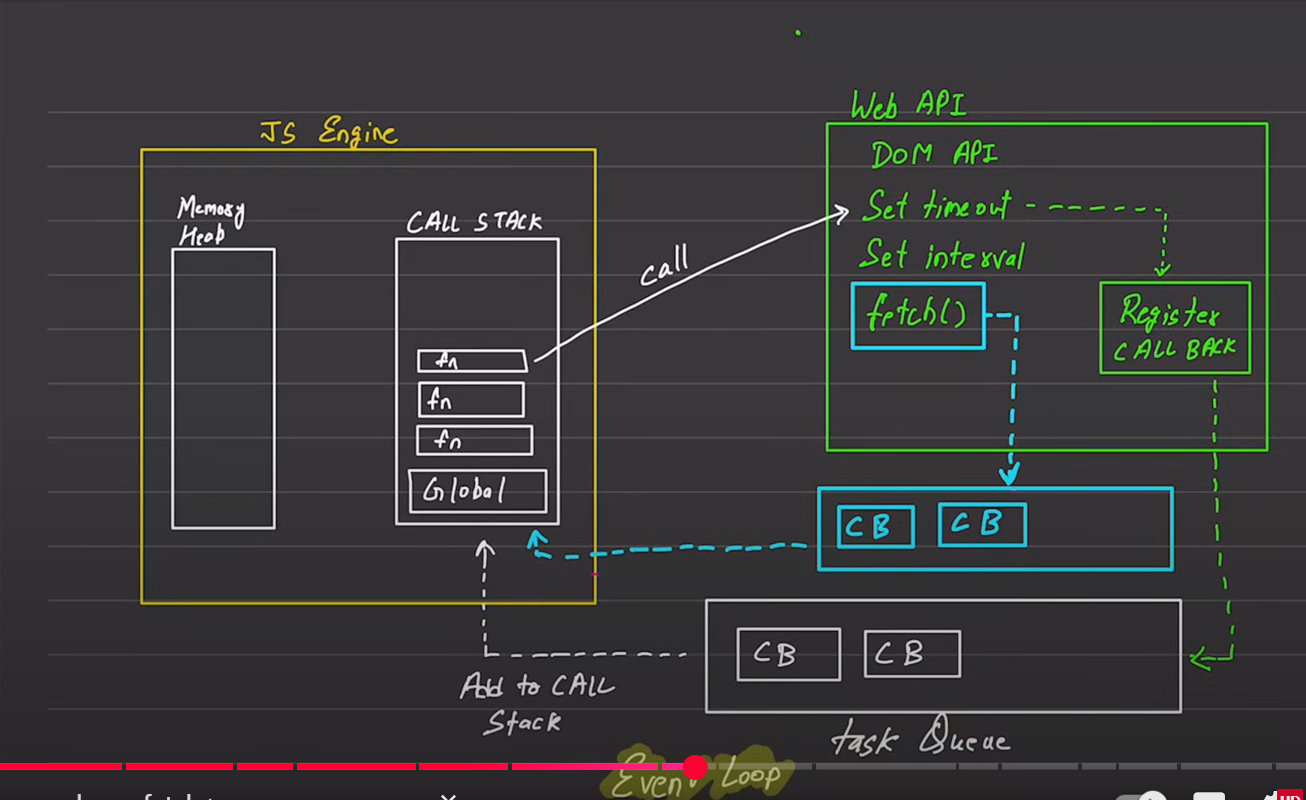 Web API
JS Engine
DOM API
Memory
Heap
CALL STACK
Set timeout
call
Set interval
fetch()
Register
CALL BACK
fn
fn
fn
Global
CB
CB
CB
CB
Add to CALL
Stack
task Queue
Event Loop
HD